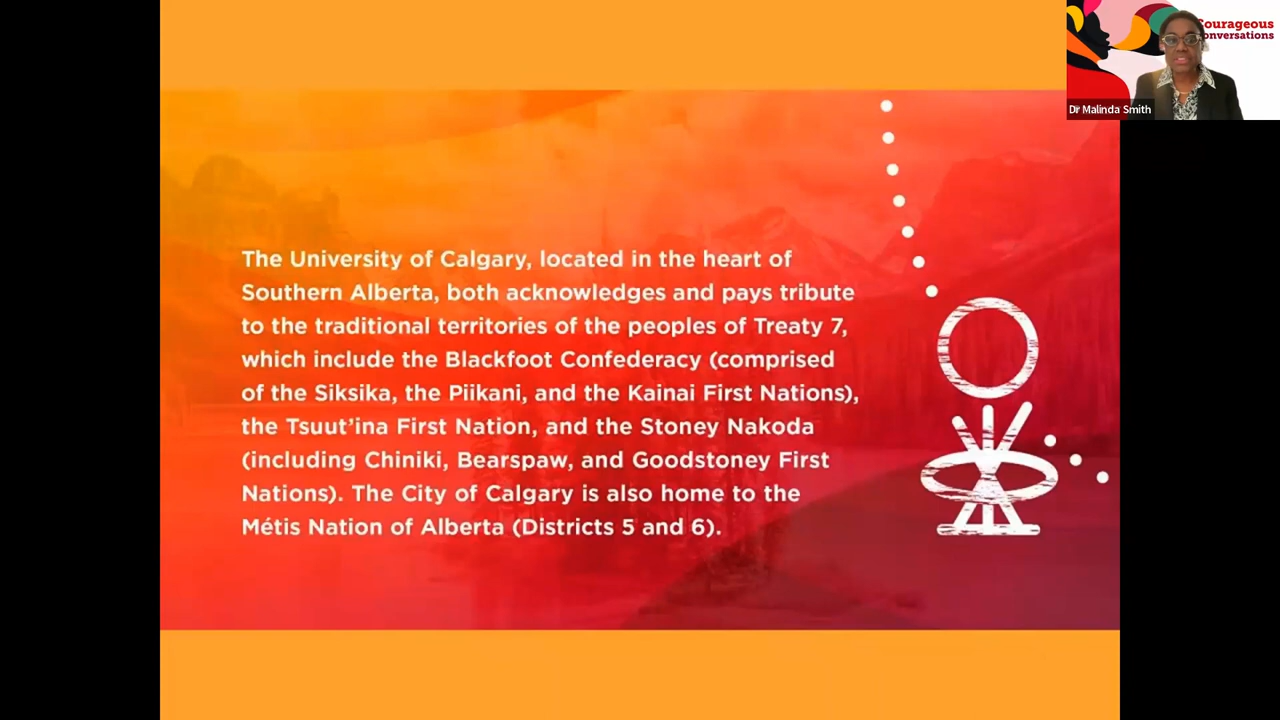 Courageous
Conversations
Dr Malinda Smith
The University of Calgary, located in the heart of
Southern Alberta, both acknowledges and pays tribute
to the traditional territories of the peoples of Treaty 7,
which include the Blackfoot Confederacy (comprised
of the Siksika, the Piikani, and the Kainai First Nations),
the Tsuut’ina First Nation, and the Stoney Nakoda
(including Chiniki, Bearspaw, and Goodstoney First
Nations). The City of Calgary is also home to the
Métis Nation of Alberta (Districts 5 and 6).